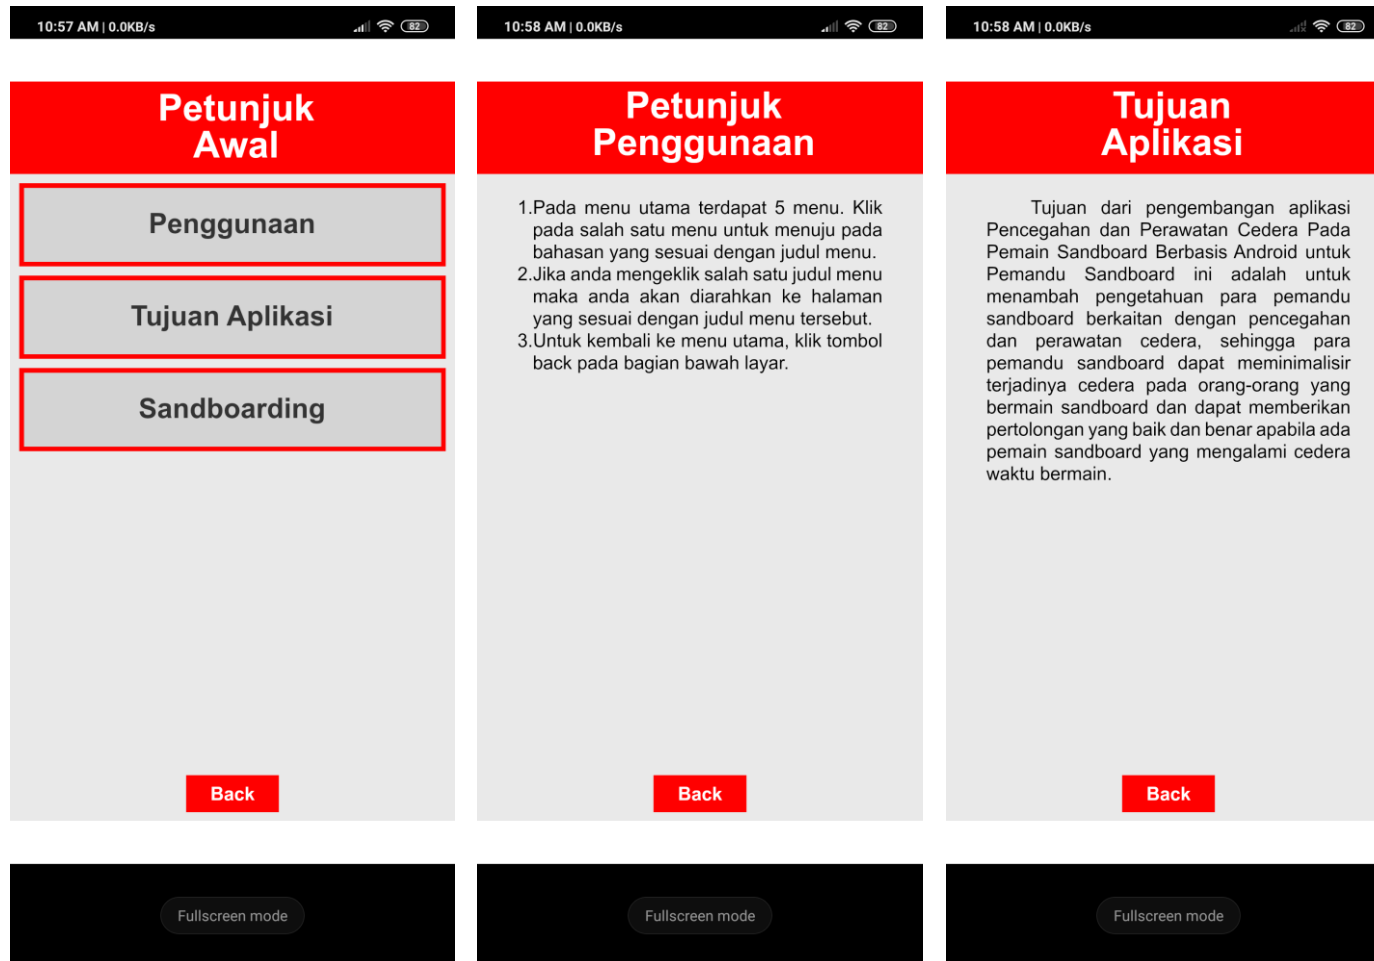 10:57 AM | 0.0KB/s
82
Petunjuk
Awal
Penggunaan
Tujuan Aplikasi
Sandboarding
Back
Fullscreen mode
10:58 AM | 0.0KB/s
82
Petunjuk
Penggunaan
1.Pada menu utama terdapat 5 menu. Klik
pada salah satu menu untuk menuju pada
bahasan yang sesuai dengan judul menu.
2.Jika anda mengeklik salah satu judul menu
maka anda akan diarahkan ke halaman
yang sesuai dengan judul menu tersebut.
3.Untuk kembali ke menu utama, klik tombol
back pada bagian bawah layar.
Back
Fullscreen mode
10:58 AM | 0.0KB/s
82
Tujuan
Aplikasi
Tujuan dari pengembangan aplikasi
Pencegahan dan Perawatan Cedera Pada
Pemain Sandboard Berbasis Android untuk
Pemandu Sandboard ini adalah untuk
menambah pengetahuan para pemandu
sandboard berkaitan dengan pencegahan
dan perawatan cedera, sehingga para
pemandu sandboard dapat meminimalisir
terjadinya cedera pada orang-orang yang
bermain sandboard dan dapat memberikan
pertolongan yang baik dan benar apabila ada
pemain sandboard yang mengalami cedera
waktu bermain.
Back
Fullscreen mode